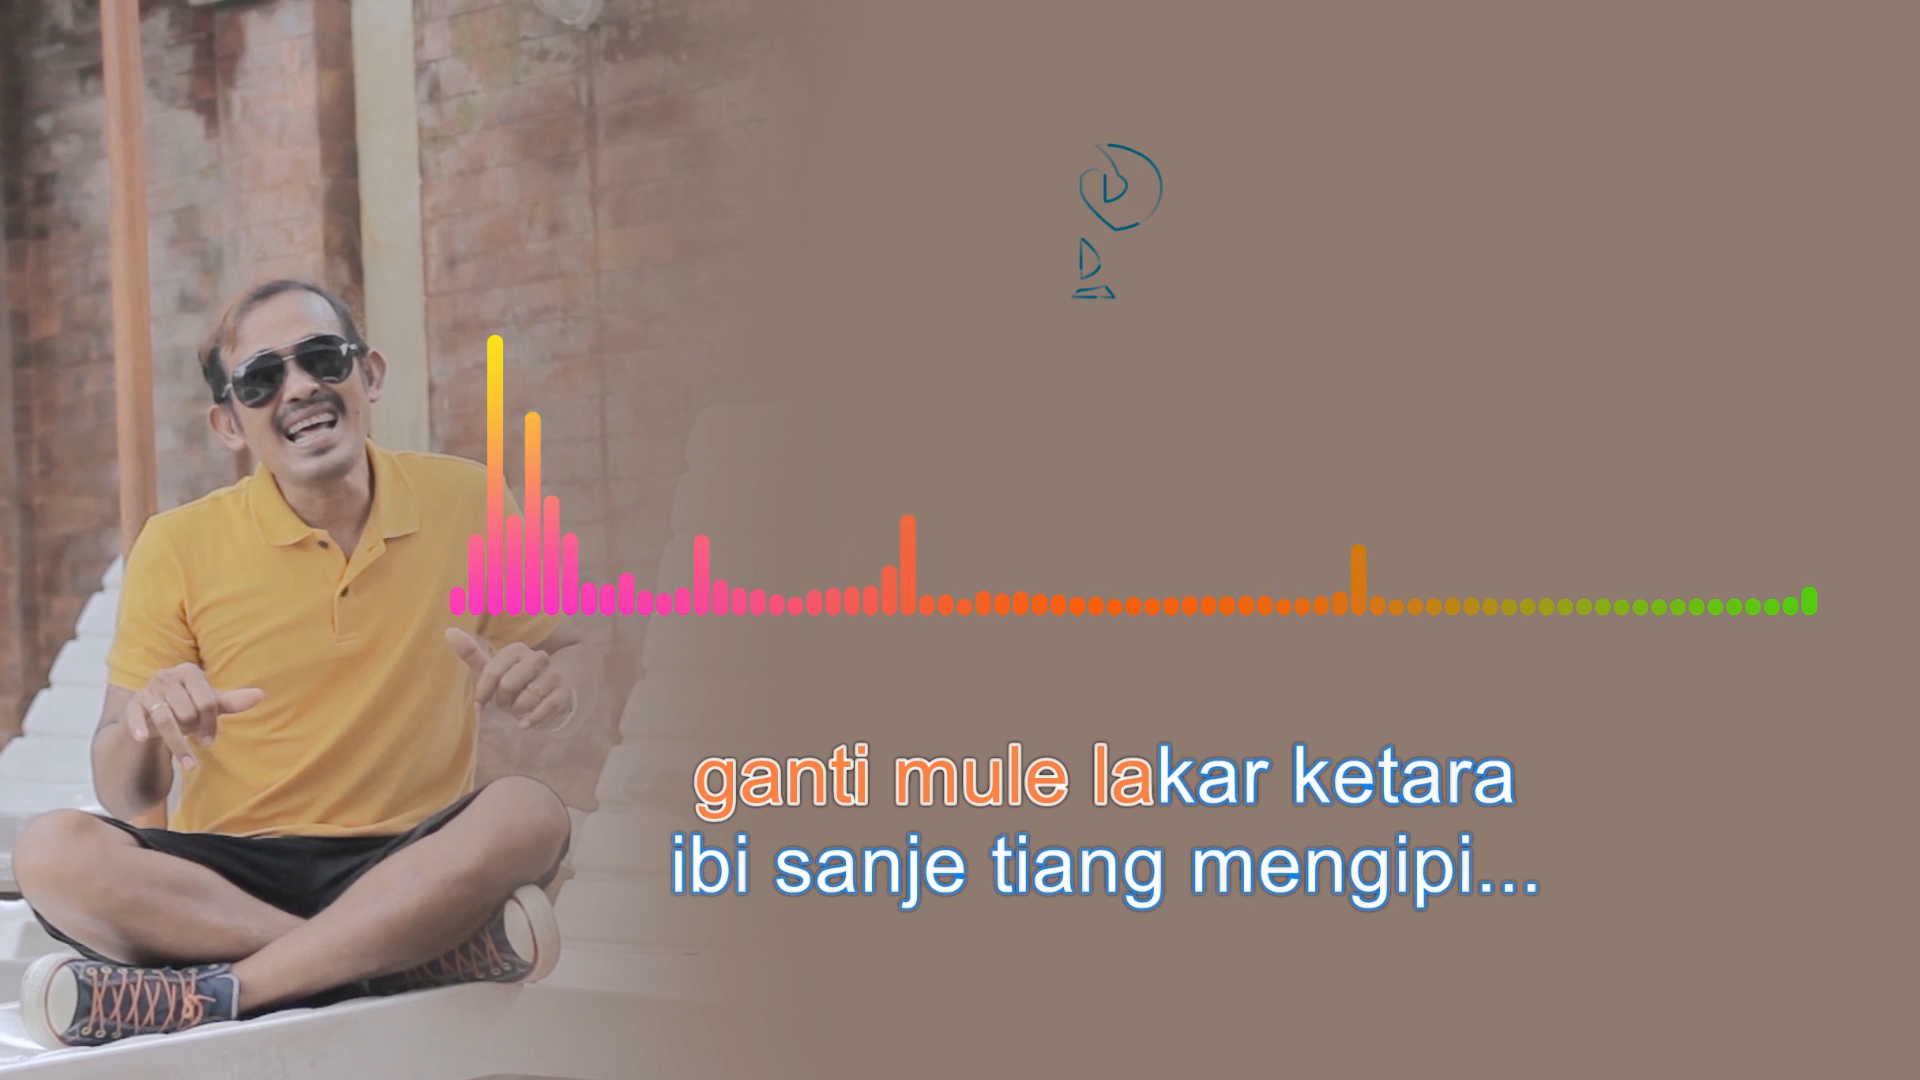 ganti mule lakar ketara
ibi sanje tiang mengipi...